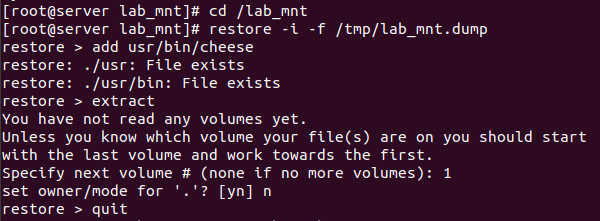 [root@server lab_mnt]# cd /lab_mnt
[root@server lab_mnt]# restore -i -f /tmp/lab_mnt.dump
restore > add usr/bin/cheese
restore: ./usr: File exists
restore: ./usr/bin: File exists
restore > extract
You have not read any volumes yet.
Unless you know which volume your file(s) are on you should start
with the last volume and work towards the first.
Specify next volume # (none if no more volumes): 1
set owner/mode for '.'? [yn] n
restore > quit